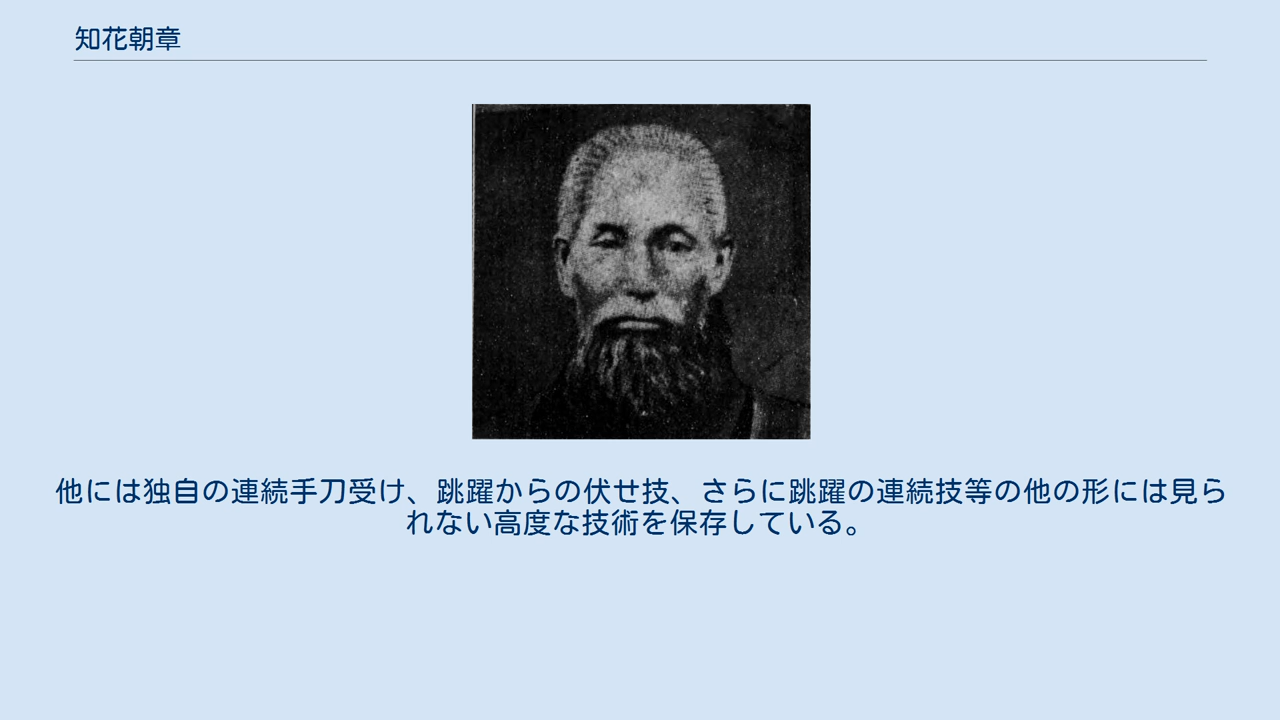 知花朝章
他には独自の連続手刀受け、跳躍からの伏せ技、さらに跳躍の連続技等の他の形には見ら
れない高度な技術を保存している。